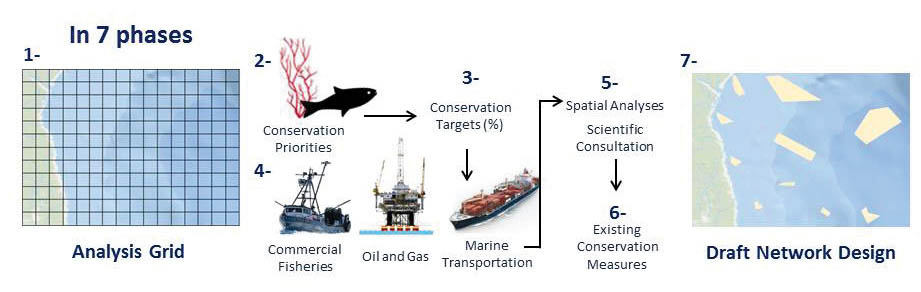 In 7 phases
1-
Analysis Grid
2-
Conservation
Priorities
3-
Conservation
Targets (%)
4-
Commercial
Fisheries
Oil and Gas
Marine
Transportation
5-
Spatial Analyses
Scientific
Consultation
6-
Existing
Conservation
Measures
7-
Draft Network Design